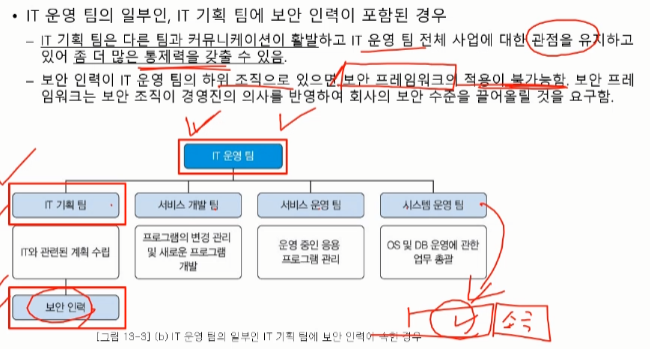 • IT 운영 팀의 일부인, IT 기획 팀에 보안 인력이 포함된 경우
– IT 기획 팀은 다른 팀과 커뮤니케이션이 활발하고 IT 운영 팀 전체 사업에 대한 관점을 유지하고
있어 좀 더 많은 통제력을 갖출 수 있음.
– 보안 인력이 IT 운영 팀의 하위 조직으로 있으면 보안 프레임워크의 적용이 불가능함. 보안 프레
임워크는 보안 조직이 경영진의 의사를 반영하여 회사의 보안 수준을 끌어올릴 것을 요구함.
IT 운영 팀
IT 기획 팀
서비스 개발 팀
서비스 운영 팀
시스템 운영 팀
IT와 관련된 계획 수립
프로그램의 변경 관리
및 새로운 프로그램
개발
운영 중인 응용
프로그램 관리
OS 및 DB 운영에 관한
업무 총괄
보안 인력
소극
[그림 13-3] (b) IT 운영 팀의 일부인 IT 기획 팀에 보안 인력이 속한 경우